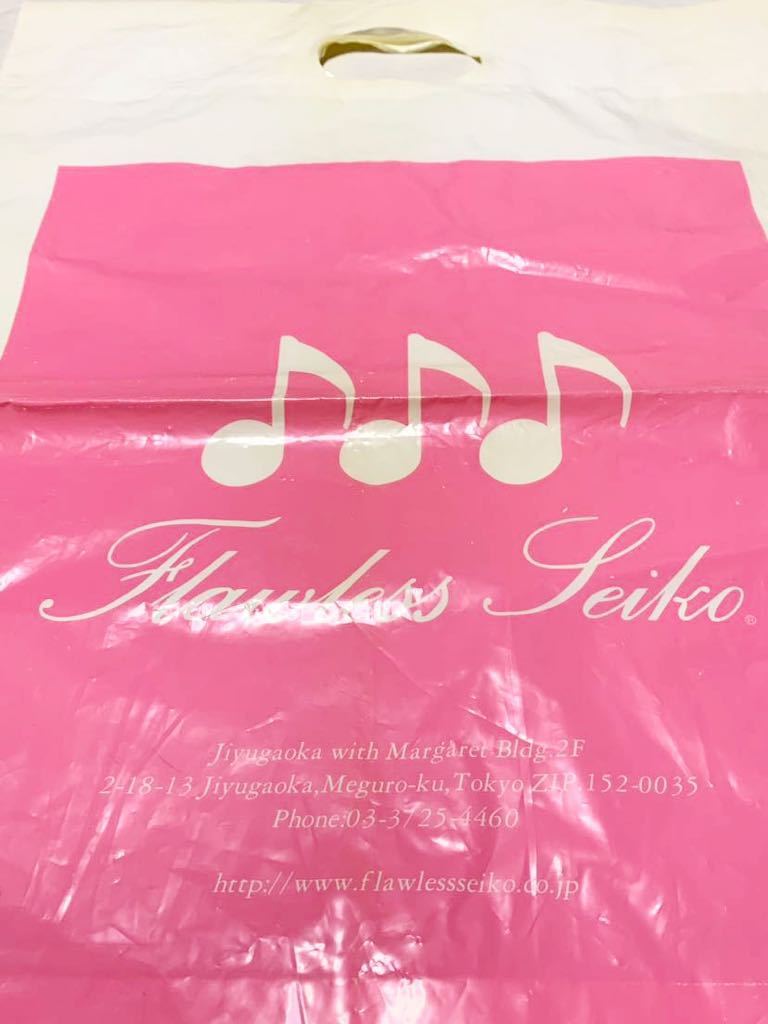 Flawless Seiko®
Jiyugaoka with Margaret Bldg.2F
2-18-13 Jiyugaoka,Meguro-ku,Tokyo ZIP.152-0035
Phone:03-3725-4460
http://www.flawlessseiko.co.jp